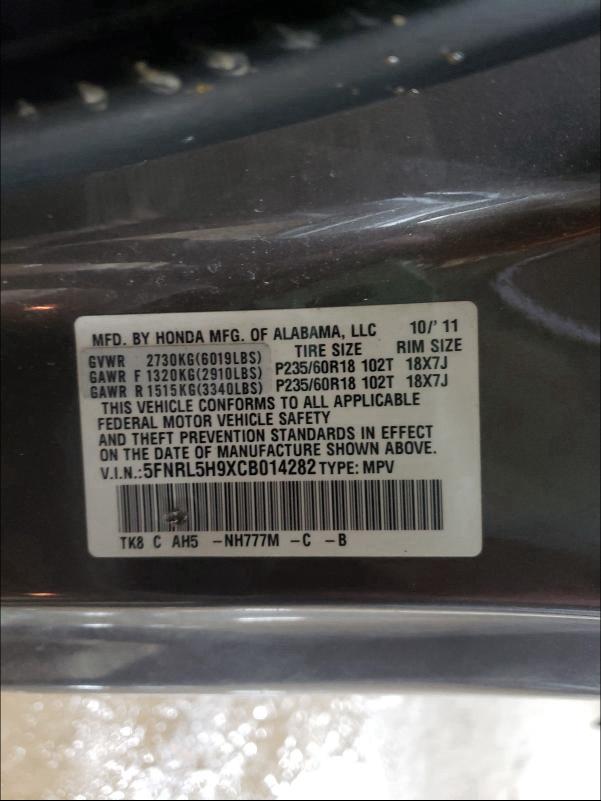 MFD. BY HONDA MFG. OF ALABAMA, LLC 10/' 11
TIRE SIZE RIM SIZE
GVWR 2730KG(6019LBS)
GAWR F 1320KG(2910LBS) P235/60R18 102T 18X7J
GAWR R 1515KG(3340LBS) P235/60R18 102T 18X7J
THIS VEHICLE CONFORMS TO ALL APPLICABLE
FEDERAL MOTOR VEHICLE SAFETY
AND THEFT PREVENTION STANDARDS IN EFFECT
ON THE DATE OF MANUFACTURE SHOWN ABOVE.
V.I.N.:5FNRL5H9XCB014282 TYPE: MPV
TK8 C AH5 -NH777M -C -B